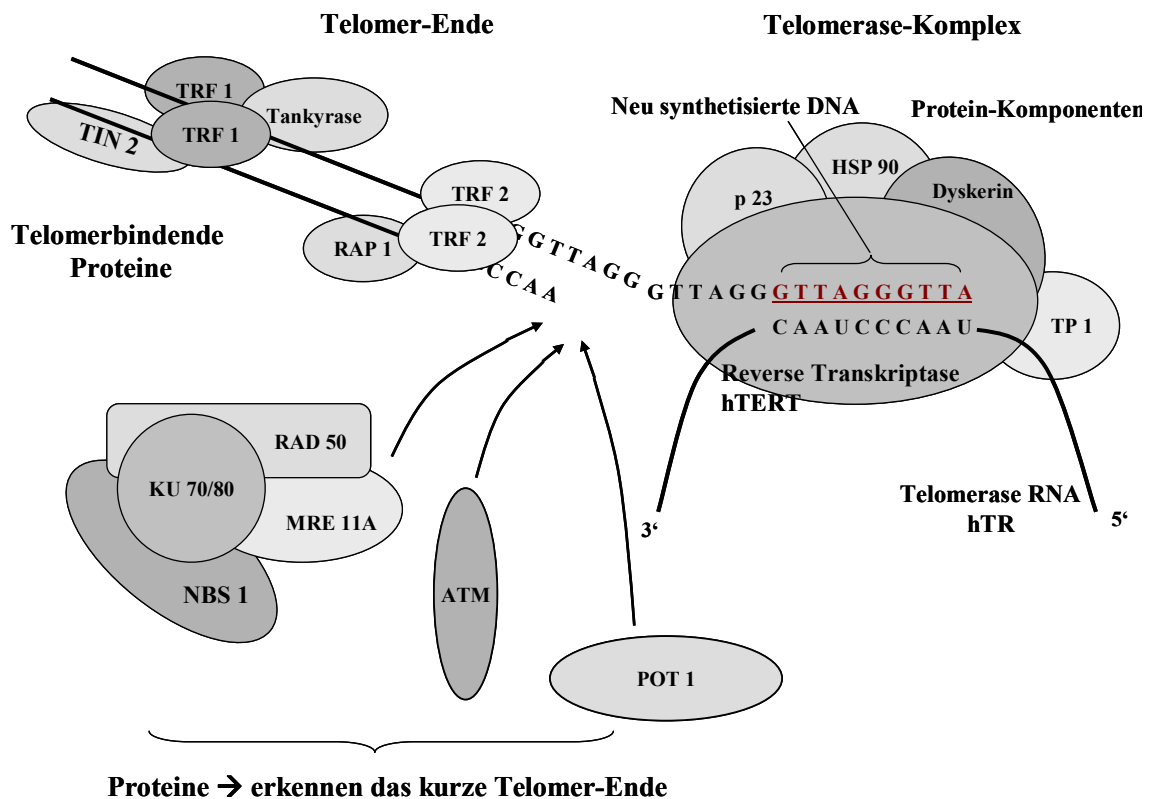 Telomer-Ende
Telomerase-Komplex
TRF 1
Tankyrase
TRF 1
TIN 2
Neu synthetisierte DNA
Protein-Komponenten
HSP 90
p 23
Dyskerin
TRF 2
TRF 2
RAP 1
Telomerbindende
Proteine
GGTTAGG
CCAA
GTTAGGGTTAGGGTTA
CAAUCCCAAU
TP 1
Reverse Transkriptase
hTERT
RAD 50
KU 70/80
MRE 11A
NBS 1
ATM
POT 1
Telomerase RNA
hTR
3‘
5‘
Proteine → erkennen das kurze Telomer-Ende